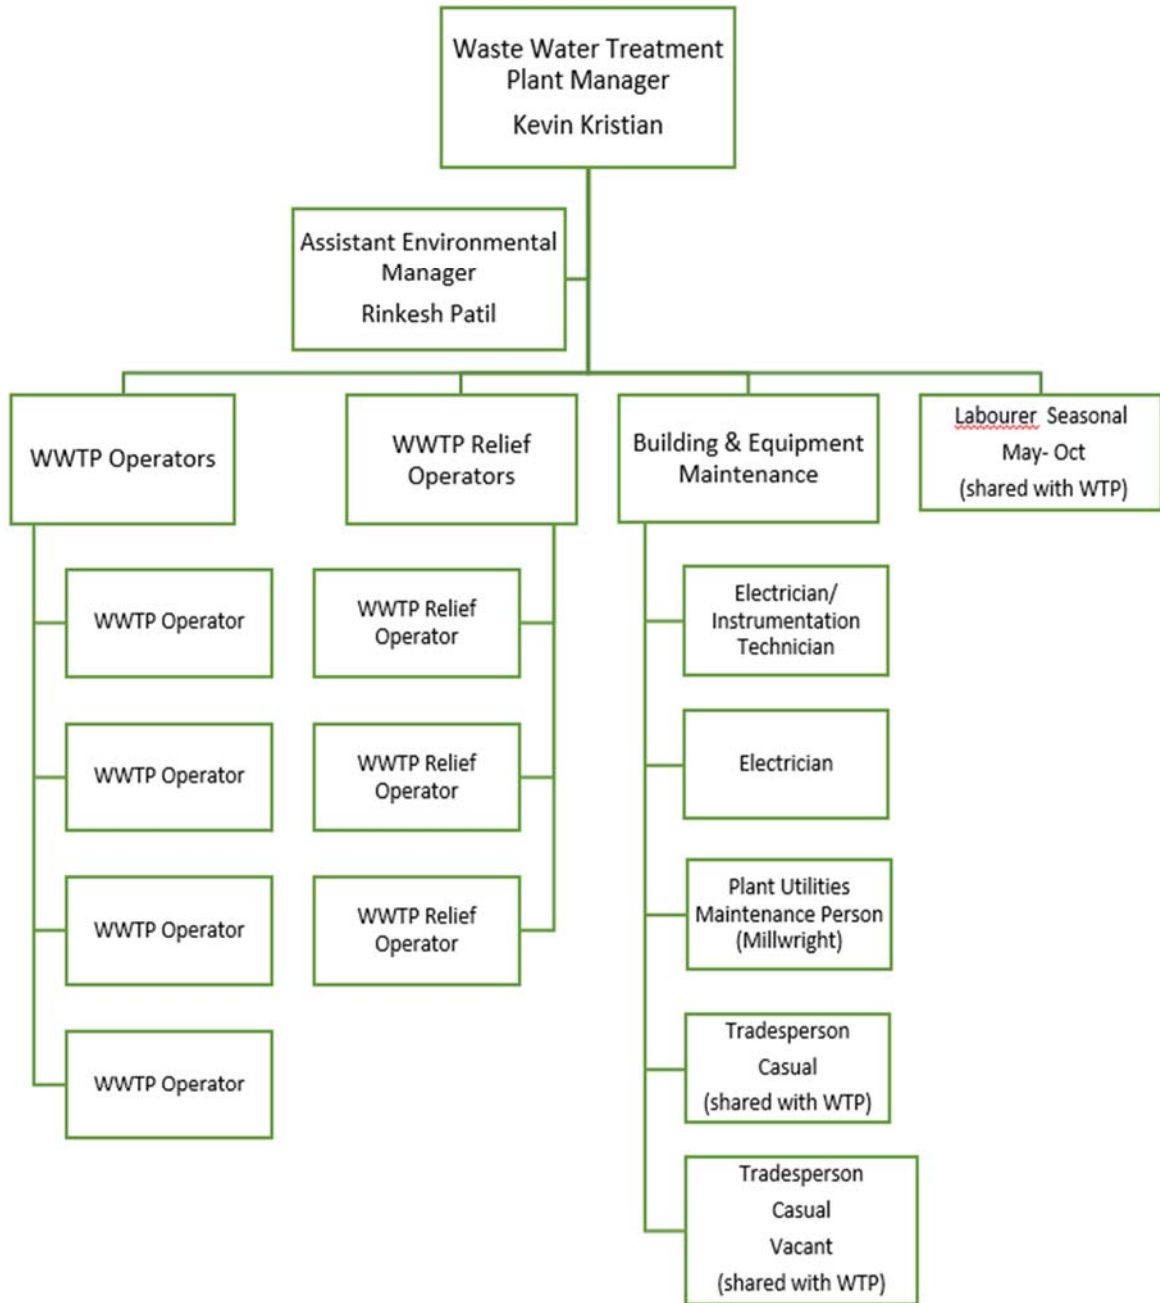 Waste Water Treatment
Plant Manager
Kevin Kristian
Assistant Environmental
Manager
Rinkesh Patil
WWTP Operators
WWTP Relief
Operators
Building & Equipment
Maintenance
Labourer Seasonal
May- Oct
(shared with WTP)
WWTP Operator
WWTP Operator
WWTP Operator
WWTP Operator
WWTP Relief
Operator
WWTP Relief
Operator
WWTP Relief
Operator
Electrician/
Instrumentation
Technician
Electrician
Plant Utilities
Maintenance Person
(Millwright)
Tradesperson
Casual
(shared with WTP)
Tradesperson
Casual
Vacant
(shared with WTP)